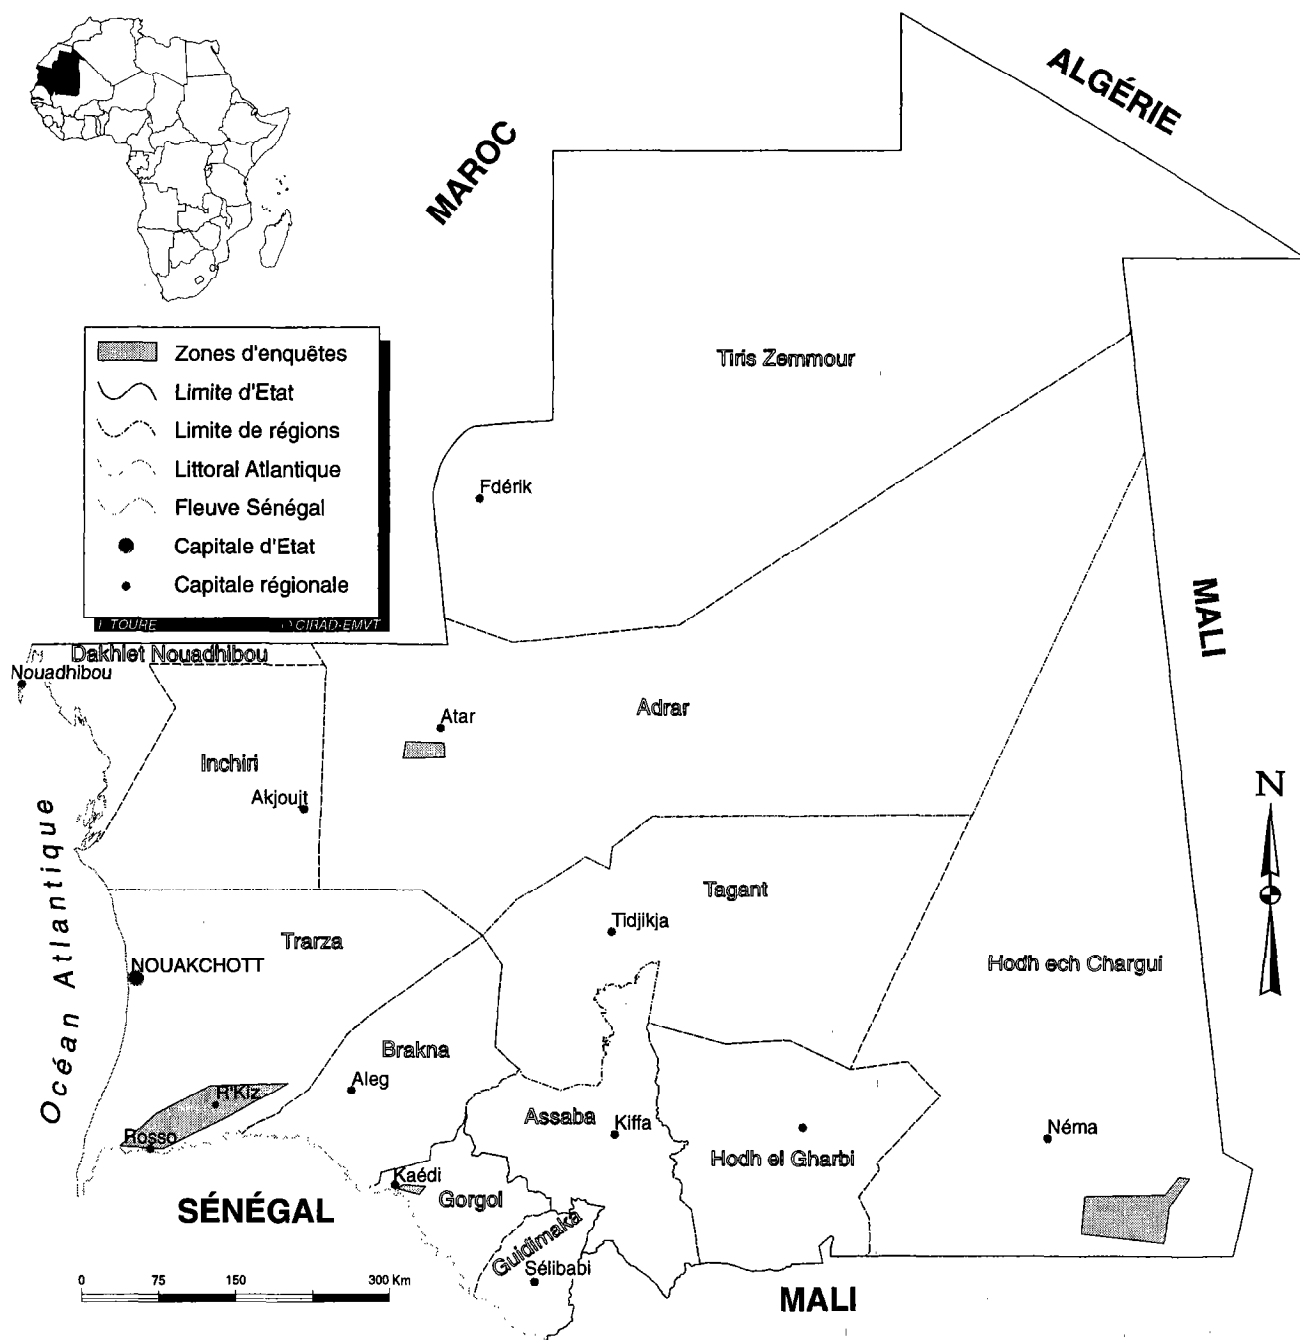 ALGÉRIE
MAROC
Zones d'enquêtes
Limite d'Etat
Limite de régions
Littoral Atlantique
Fleuve Sénégal
Capitale d'Etat
Capitale régionale
I. TOURE
© CIRAD-EMVT
Tiris Zemmour
Fdérik
MALI
Dakhlet Nouadhibou
Nouadhibou
Adrar
Atar
Inchiri
Akjoujt
N
Océan Atlantique
Tagant
Tidjikja
Trarza
NOUAKCHOTT
Hodh ech Chargui
Brakna
Aleg
R'Kiz
Rosso
Assaba
Kiffa
Néma
Hodh el Gharbi
Kaédi
Gorgol
SÉNÉGAL
Guidimaka
Sélibabi
0 75 150 300 Km
MALI